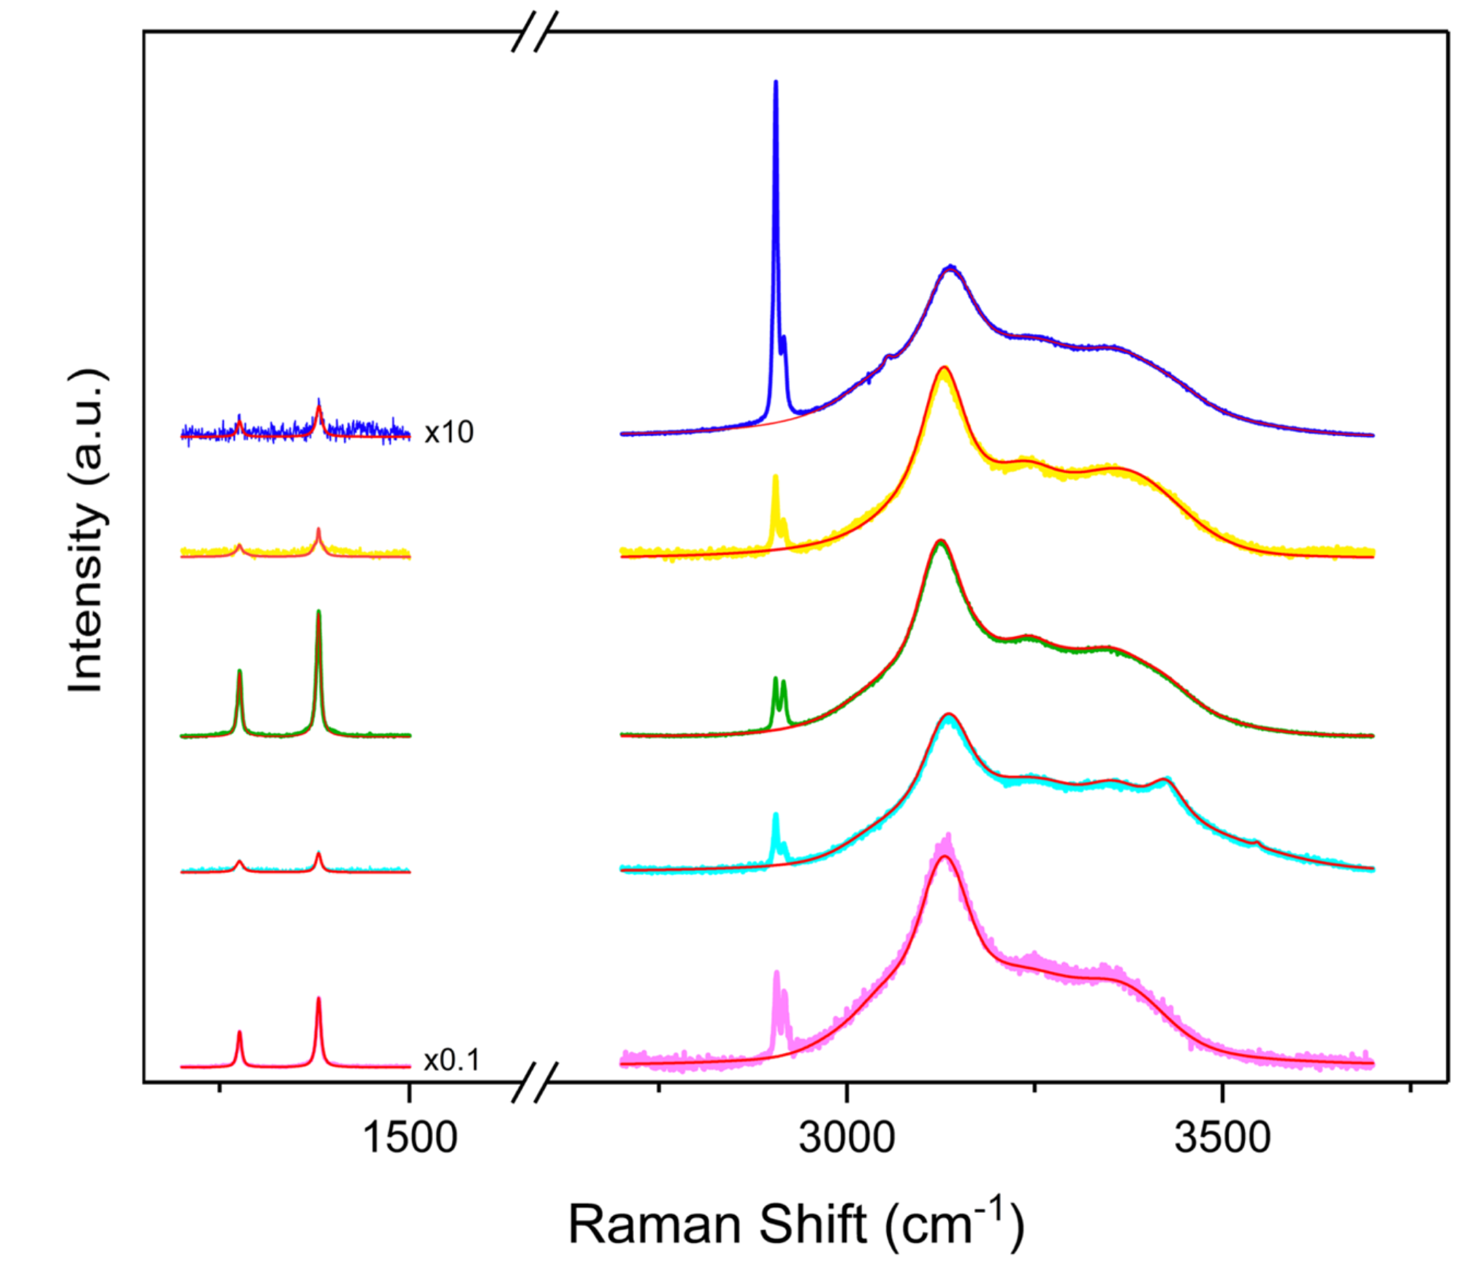 Intensity (a.u.)
x10
x0.1
1500
3000
3500
Raman Shift (cm⁻¹)